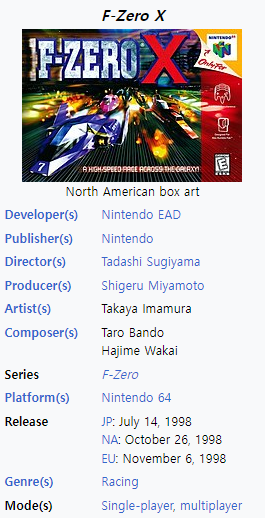 F-Zero X
NINTENDO 64
Only For
F-ZERO X
7
A HIGH-SPEED RACE ACROSS THE GALAXY!
E
North American box art
Developer(s) Nintendo EAD
Publisher(s) Nintendo
Director(s) Tadashi Sugiyama
Producer(s) Shigeru Miyamoto
Artist(s) Takaya Imamura
Composer(s) Taro Bando
Hajime Wakai
Series F-Zero
Platform(s) Nintendo 64
Release JP: July 14, 1998
NA: October 26, 1998
EU: November 6, 1998
Genre(s) Racing
Mode(s) Single-player, multiplayer